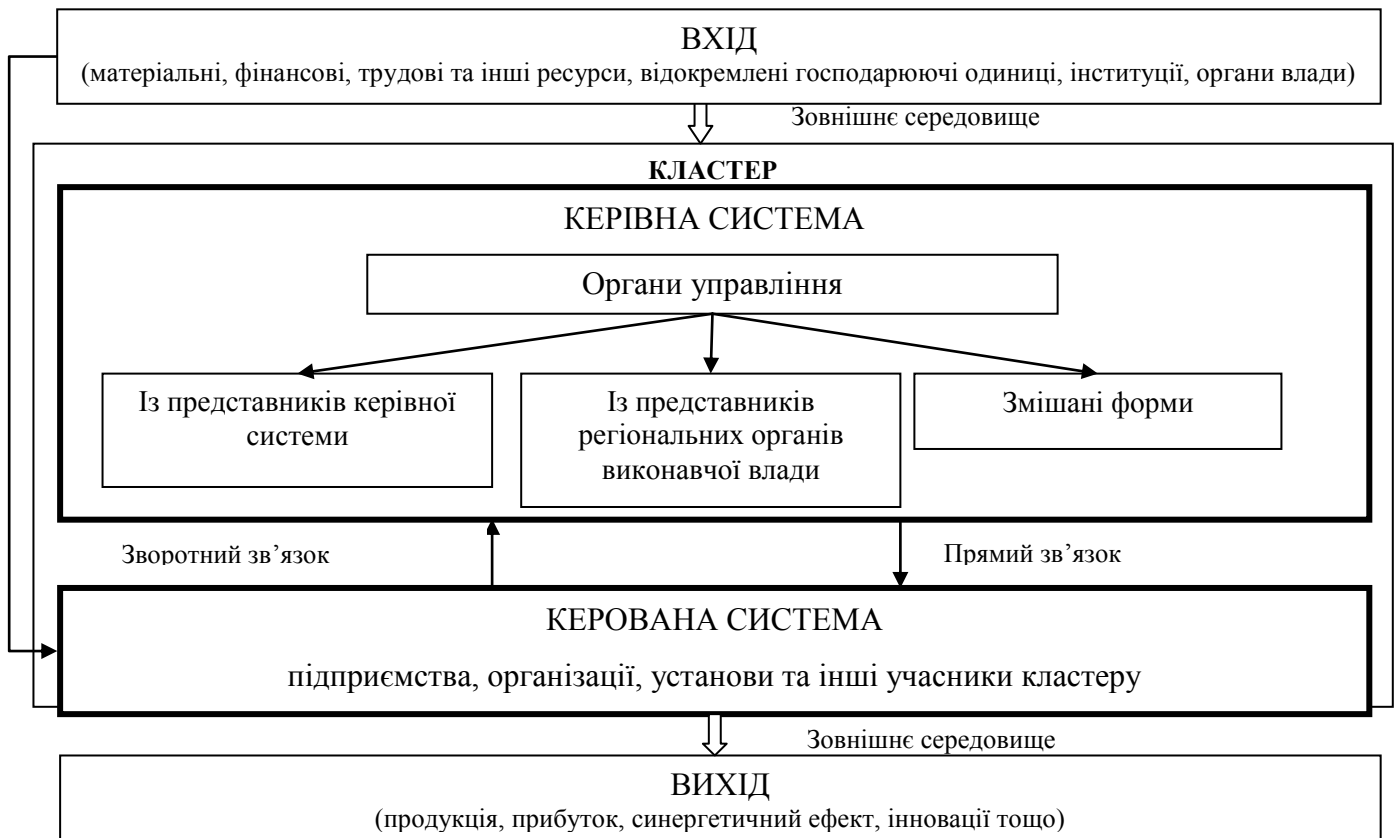 ВХІД
(матеріальні, фінансові, трудові та інші ресурси, відокремлені господарюючі одиниці, інституції, органи влади)
Зовнішнє середовище
КЛАСТЕР
КЕРІВНА СИСТЕМА
Органи управління
Із представників керівної
системи
Із представників
регіональних органів
виконавчої влади
Змішані форми
Зворотний зв’язок
Прямий зв’язок
КЕРОВАНА СИСТЕМА
підприємства, організації, установи та інші учасники кластеру
Зовнішнє середовище
ВИХІД
(продукція, прибуток, синергетичний ефект, інновації тощо)